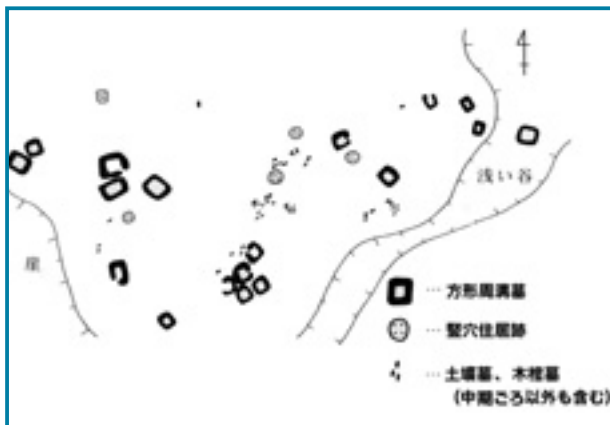 浅い谷
崖
… 方形周溝墓
… 竪穴住居跡
… 土壙墓、木棺墓
(中期ごろ以外も含む)